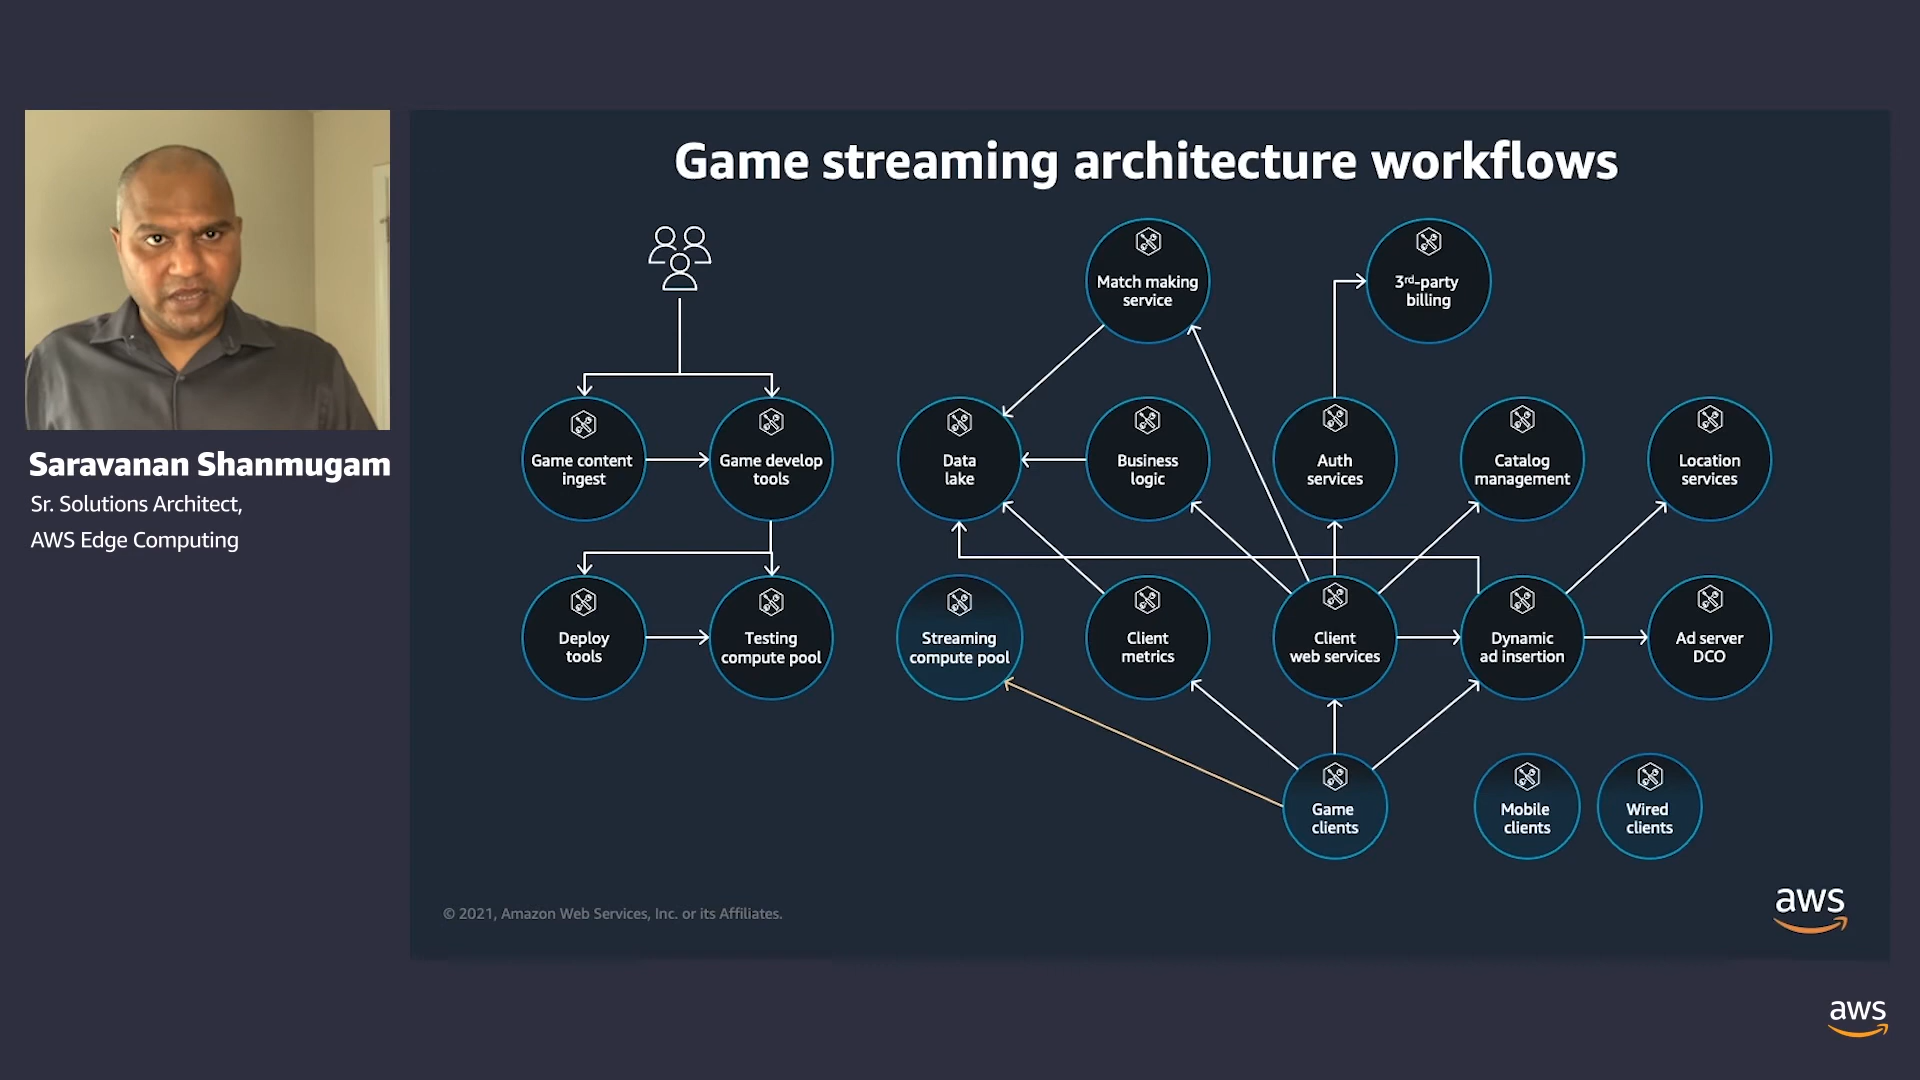 Game streaming architecture workflows
Saravanan Shanmugam
Sr. Solutions Architect,
AWS Edge Computing
Match making
service
3rd-party
billing
Game content
ingest
Game develop
tools
Data
lake
Business
logic
Auth
services
Catalog
management
Location
services
Deploy
tools
Testing
compute pool
Streaming
compute pool
Client
metrics
Client
web services
Dynamic
ad insertion
Ad server
DCO
Game
clients
Mobile
clients
Wired
clients
© 2021, Amazon Web Services, Inc. or its Affiliates.
aws
aws